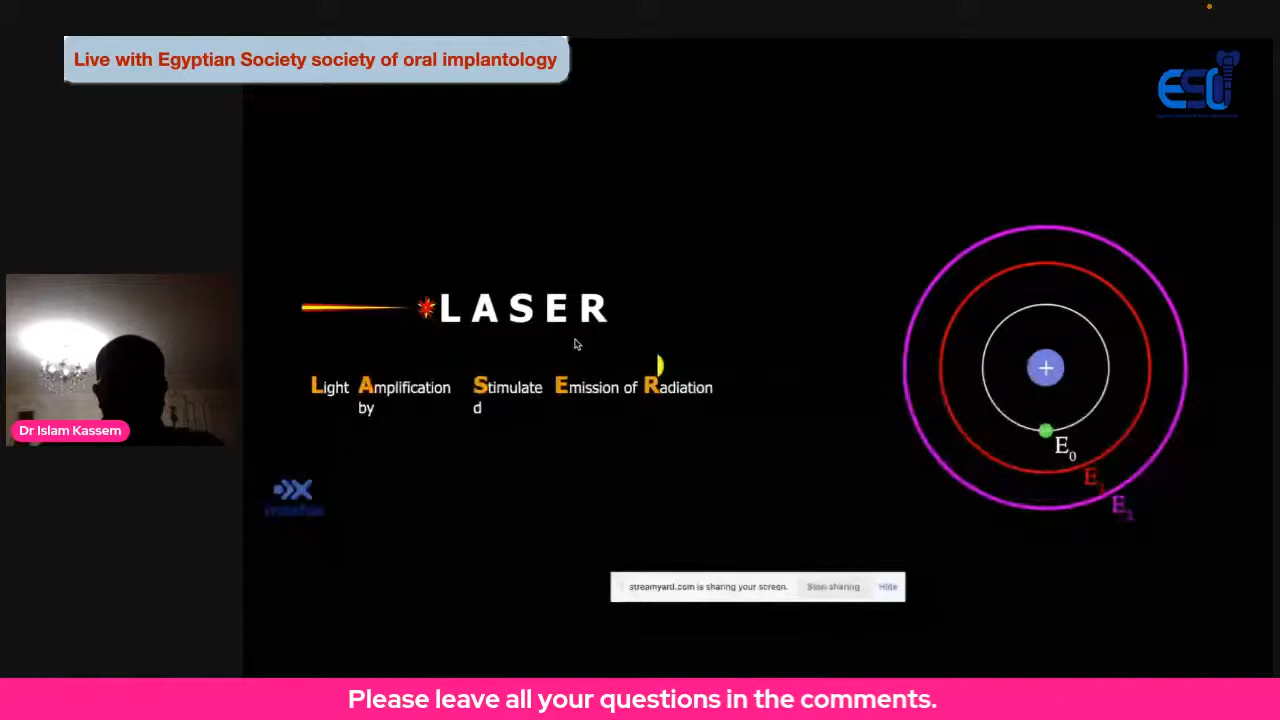 Live with Egyptian Society society of oral implantology
ESOI
LASER
Light Amplification Stimulate Emission of Radiation
by d
+
E0
E
E1
Dr Islam Kassem
streamyard.com is sharing your screen. Stop sharing Hide
Please leave all your questions in the comments.